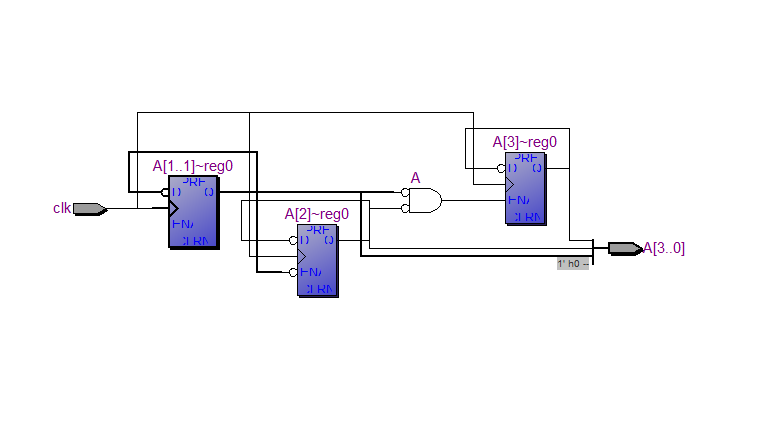 A[3]~reg0
PRE
D Q
ENA
CLRN
A[1..1]~reg0
PRE
D Q
ENA
CLRN
A
clk
A[2]~reg0
PRE
D Q
ENA
CLRN
A[3..0]
1' h0 --